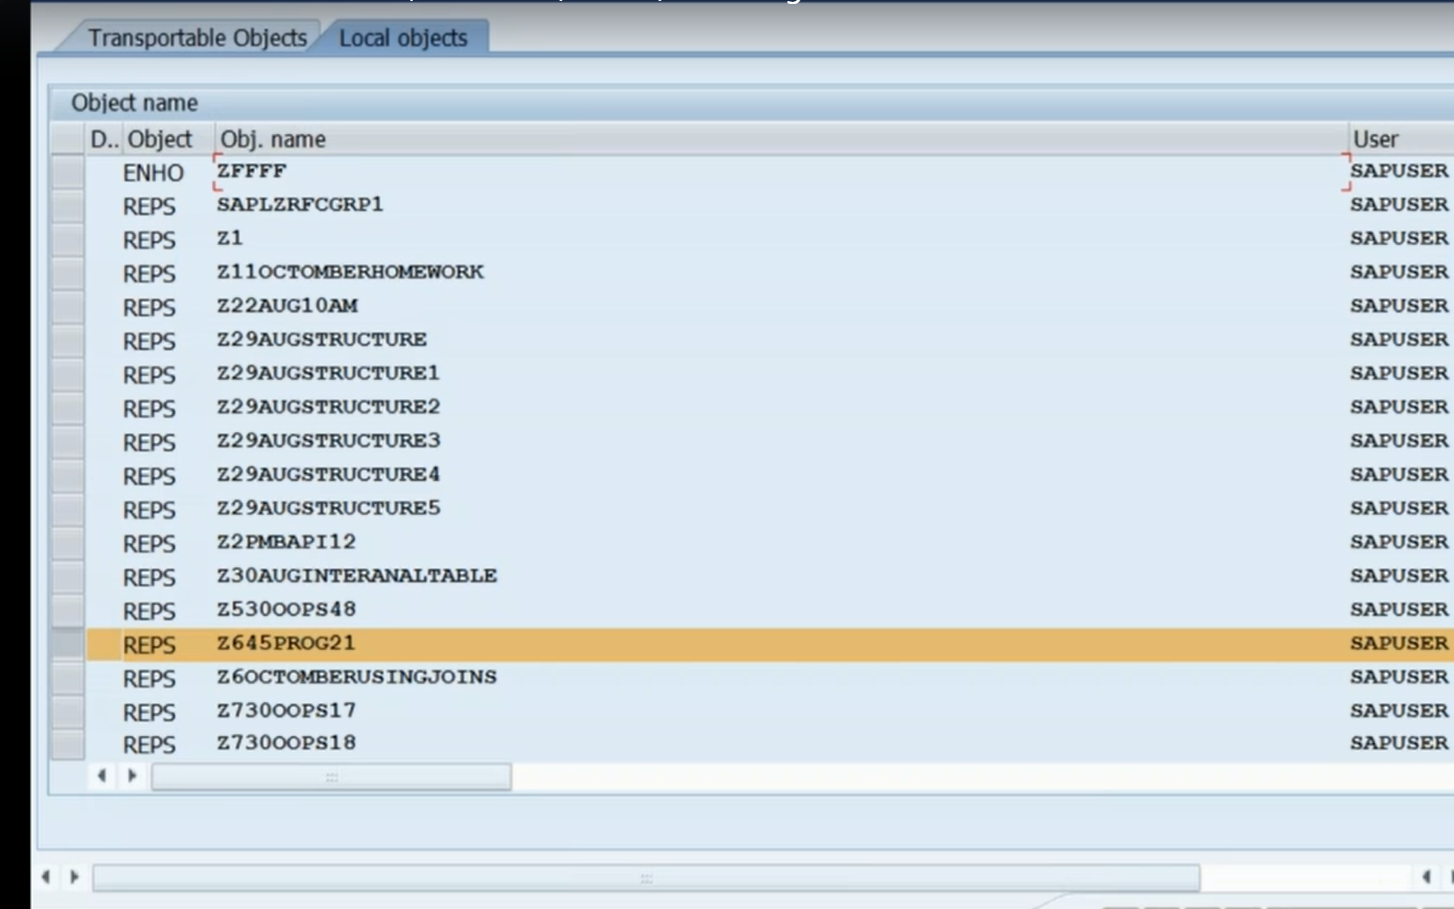 Transportable Objects Local objects
Object name
D.. Object Obj. name User
ENHO ZFFFF SAPUSER
REPS SAPLZRFCGRP1 SAPUSER
REPS Z1 SAPUSER
REPS Z11OCTOMBERHOMEWORK SAPUSER
REPS Z22AUG10AM SAPUSER
REPS Z29AUGSTRUCTURE SAPUSER
REPS Z29AUGSTRUCTURE1 SAPUSER
REPS Z29AUGSTRUCTURE2 SAPUSER
REPS Z29AUGSTRUCTURE3 SAPUSER
REPS Z29AUGSTRUCTURE4 SAPUSER
REPS Z29AUGSTRUCTURE5 SAPUSER
REPS Z2PMBAPI12 SAPUSER
REPS Z30AUGINTERANALTABLE SAPUSER
REPS Z530OOPS48 SAPUSER
REPS Z645PROG21 SAPUSER
REPS Z6OCTOMBERUSINGJOINS SAPUSER
REPS Z730OOPS17 SAPUSER
REPS Z730OOPS18 SAPUSER